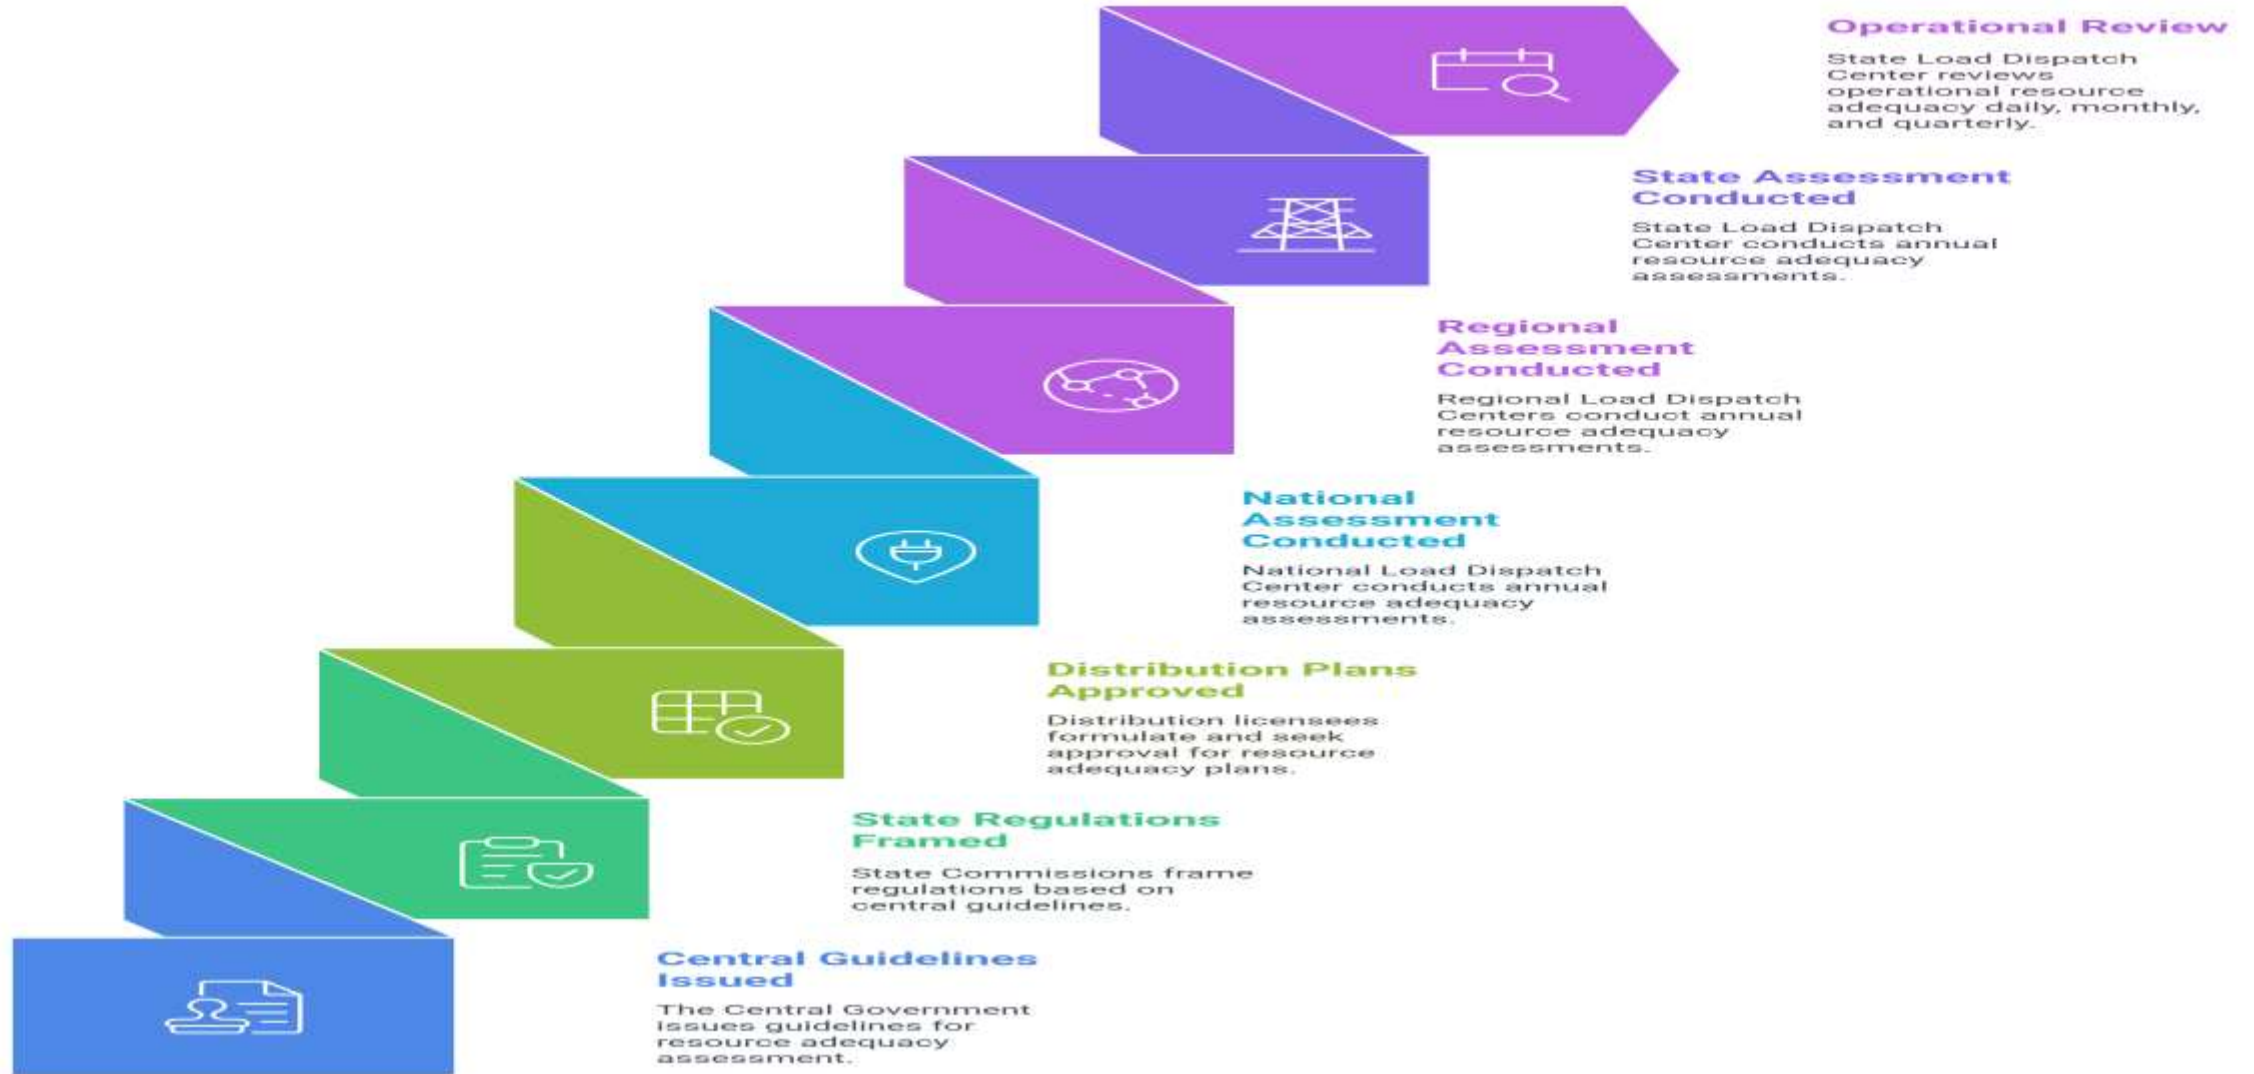 Operational Review
State Load Dispatch
Center reviews
operational resource
adequacy daily, monthly,
and quarterly.
State Assessment
Conducted
State Load Dispatch
Center conducts annual
resource adequacy
assessments.
Regional
Assessment
Conducted
Regional Load Dispatch
Centers conduct annual
resource adequacy
assessments.
National
Assessment
Conducted
National Load Dispatch
Center conducts annual
resource adequacy
assessments.
Distribution Plans
Approved
Distribution licensees
formulate and seek
approval for resource
adequacy plans.
State Regulations
Framed
State Commissions frame
regulations based on
central guidelines.
Central Guidelines
Issued
The Central Government
issues guidelines for
resource adequacy
assessment.